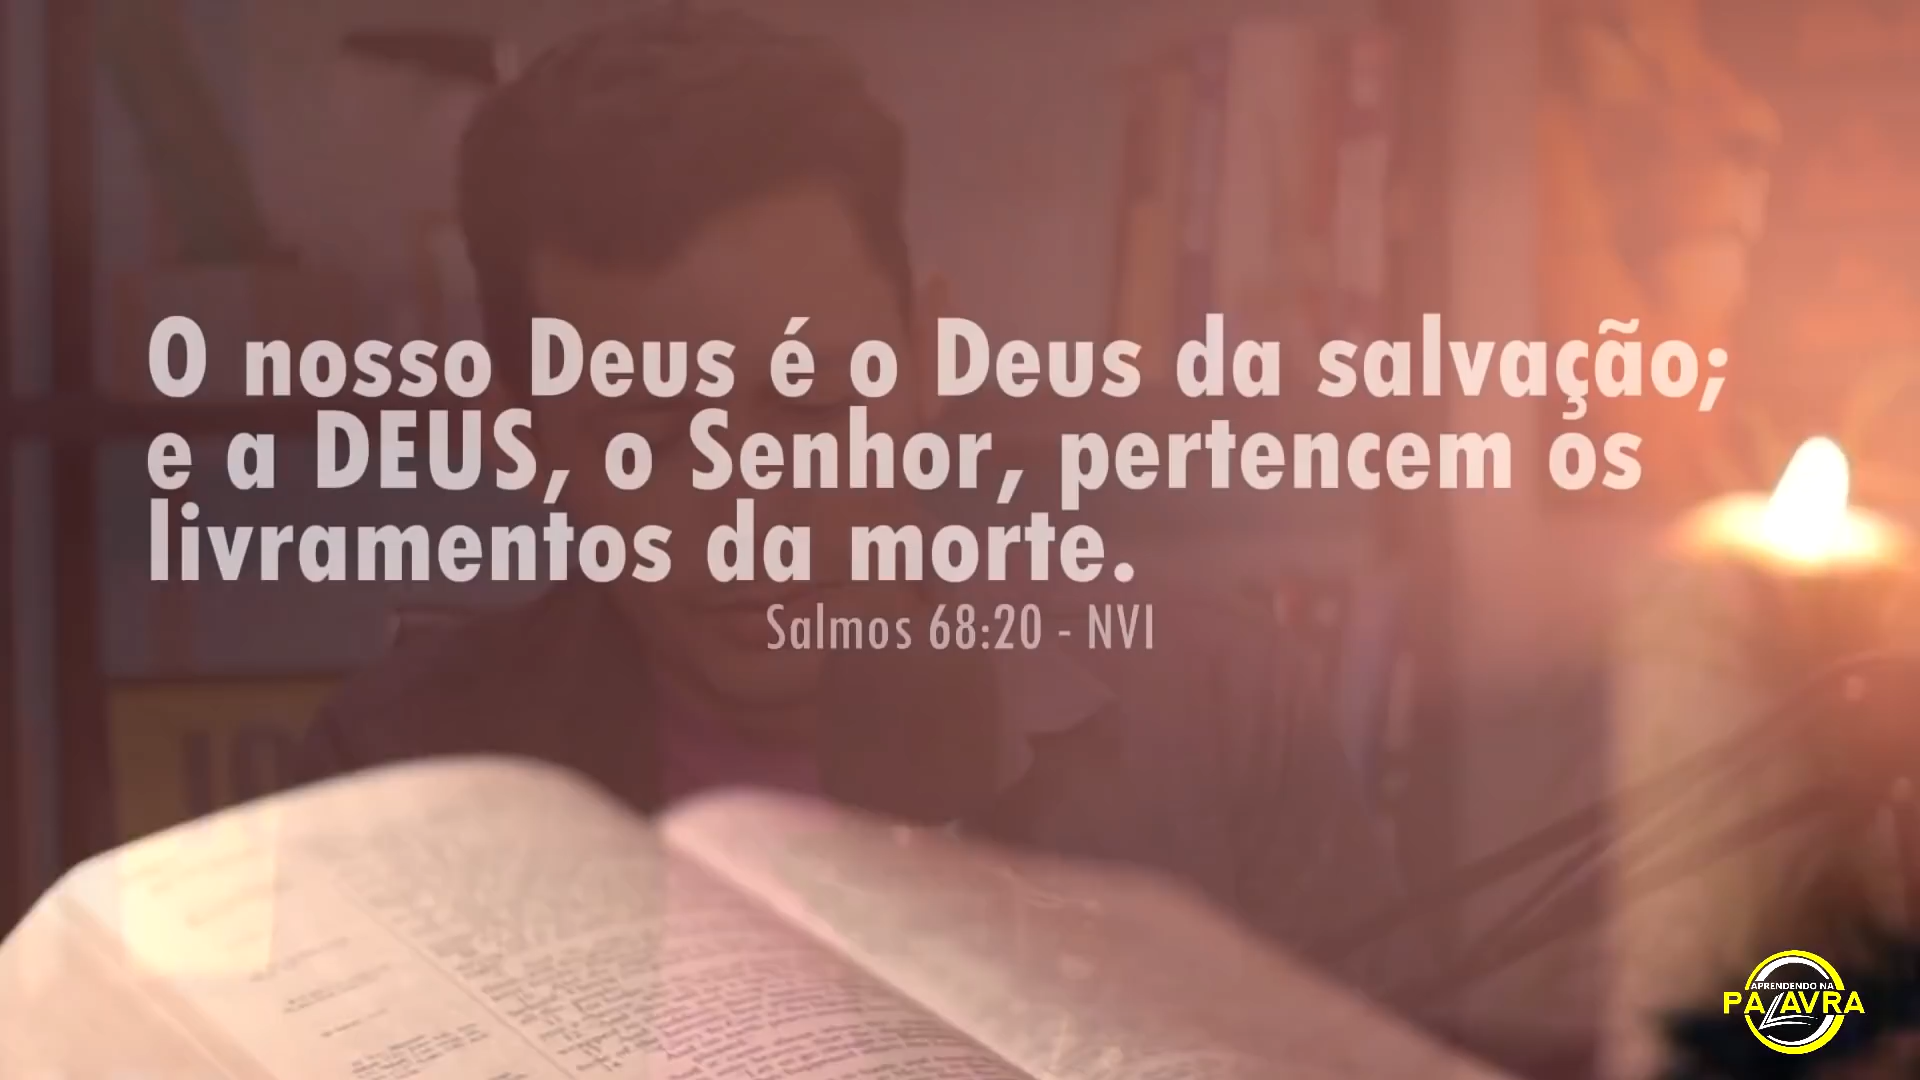 O nosso Deus é o Deus da salvação;
e a DEUS, o Senhor, pertencem os
livramentos da morte.
Salmos 68:20 - NVI
APRENDENDO NA
PALAVRA